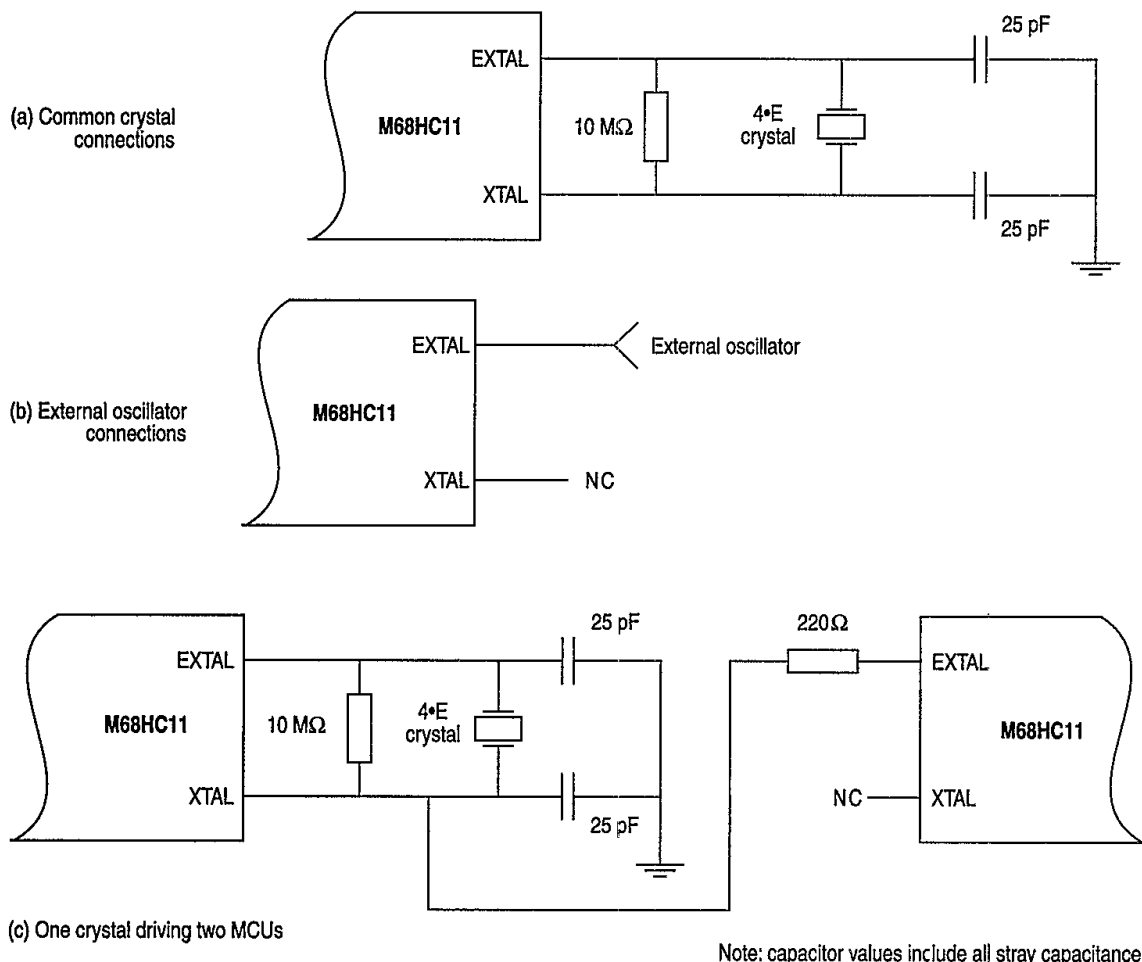 25 pF
EXTAL
(a) Common crystal
connections
M68HC11
10 MΩ
4•E
crystal
XTAL
25 pF
EXTAL
External oscillator
(b) External oscillator
connections
M68HC11
XTAL
NC
25 pF
220Ω
EXTAL
EXTAL
M68HC11
10 MΩ
4•E
crystal
M68HC11
XTAL
NC
XTAL
25 pF
(c) One crystal driving two MCUs
Note: capacitor values include all stray capacitance